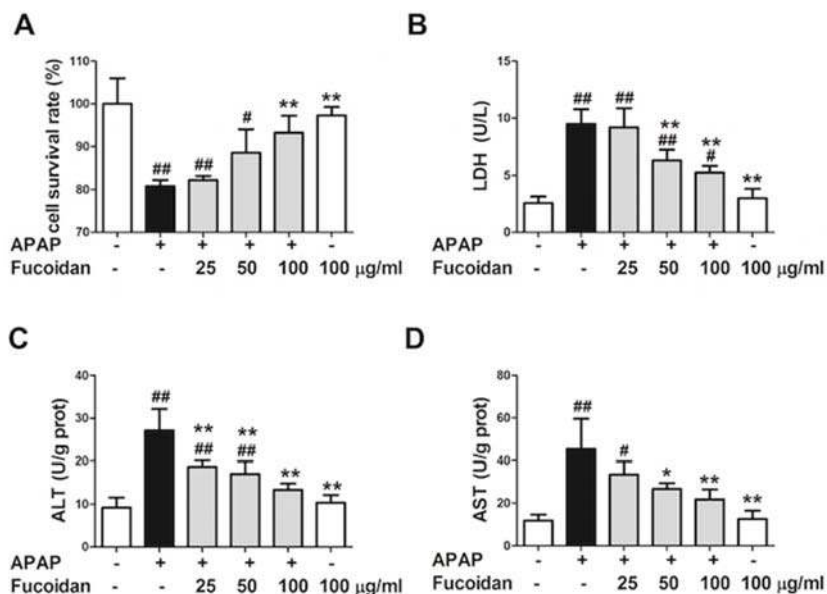 A
cell survival rate (%)
110
100
90
80
70
##
##
#
**
**
APAP - + + + + -
Fucoidan - - 25 50 100 100 μg/ml
B
LDH (U/L)
15
10
5
0
##
##
**
##
**
#
**
APAP - + + + + -
Fucoidan - - 25 50 100 100 μg/ml
C
ALT (U/g prot)
40
30
20
10
0
##
**
##
**
##
**
**
APAP - + + + + -
Fucoidan - - 25 50 100 100 μg/ml
D
AST (U/g prot)
80
60
40
20
0
##
#
*
**
**
APAP - + + + + -
Fucoidan - - 25 50 100 100 μg/ml